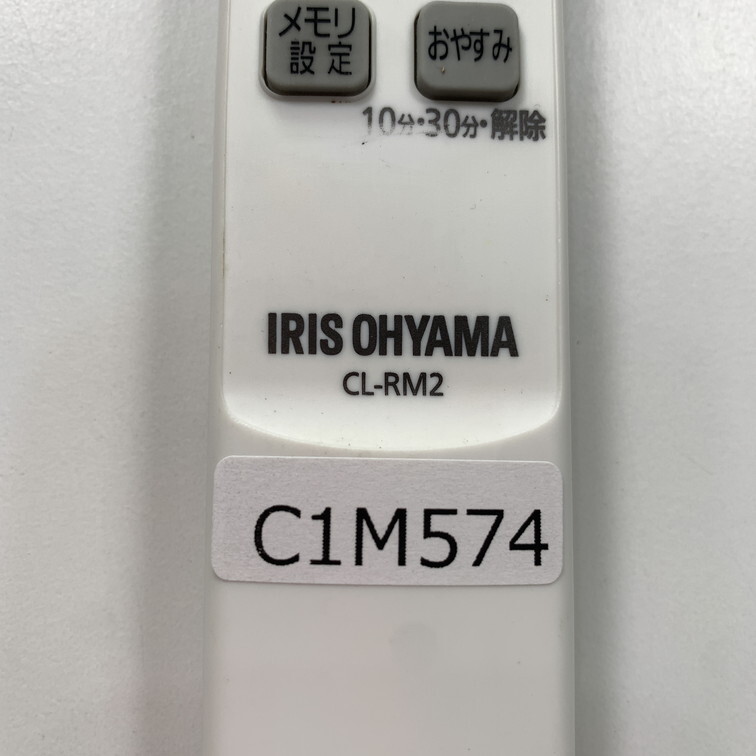 メモリ
設定
おやすみ
10分・30分・解除
IRIS OHYAMA
CL-RM2
C1M574